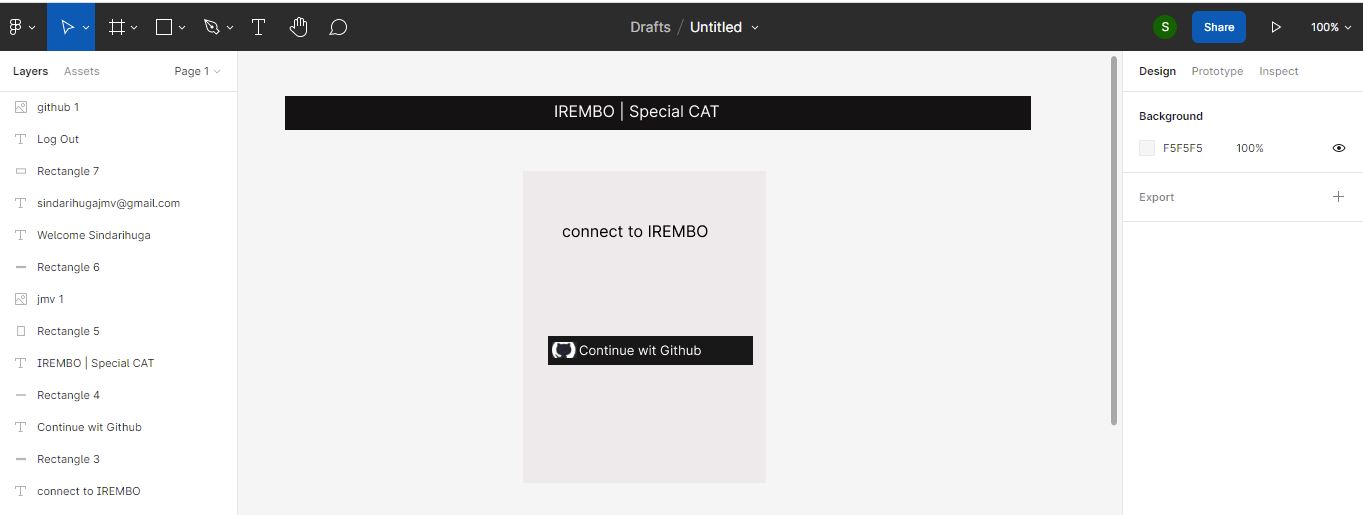 Drafts / Untitled
S
Share
100%
Layers
Assets
Page 1
github 1
Log Out
Rectangle 7
sindarihugajmv@gmail.com
Welcome Sindarihuga
Rectangle 6
jmv 1
Rectangle 5
IREMBO | Special CAT
Rectangle 4
Continue wit Github
Rectangle 3
connect to IREMBO
IREMBO | Special CAT
connect to IREMBO
Continue wit Github
Design
Prototype
Inspect
Background
F5F5F5
100%
Export